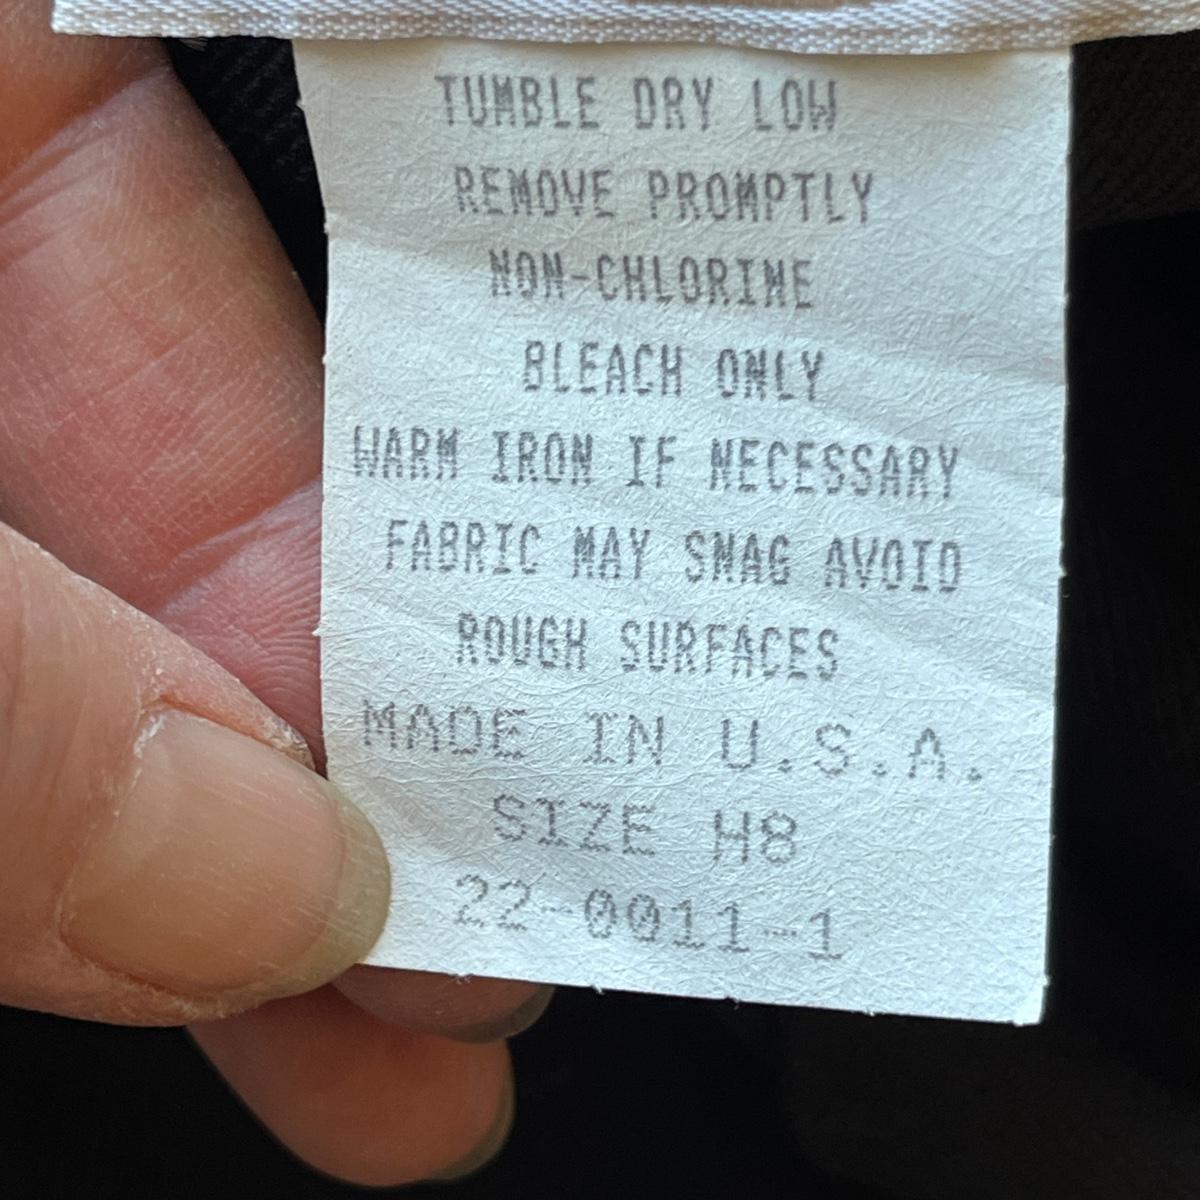 TUMBLE DRY LOW
REMOVE PROMPTLY
NON-CHLORINE
BLEACH ONLY
WARM IRON IF NECESSARY
FABRIC MAY SNAG AVOID
ROUGH SURFACES
MADE IN U.S.A.
SIZE H8
22-0011-1